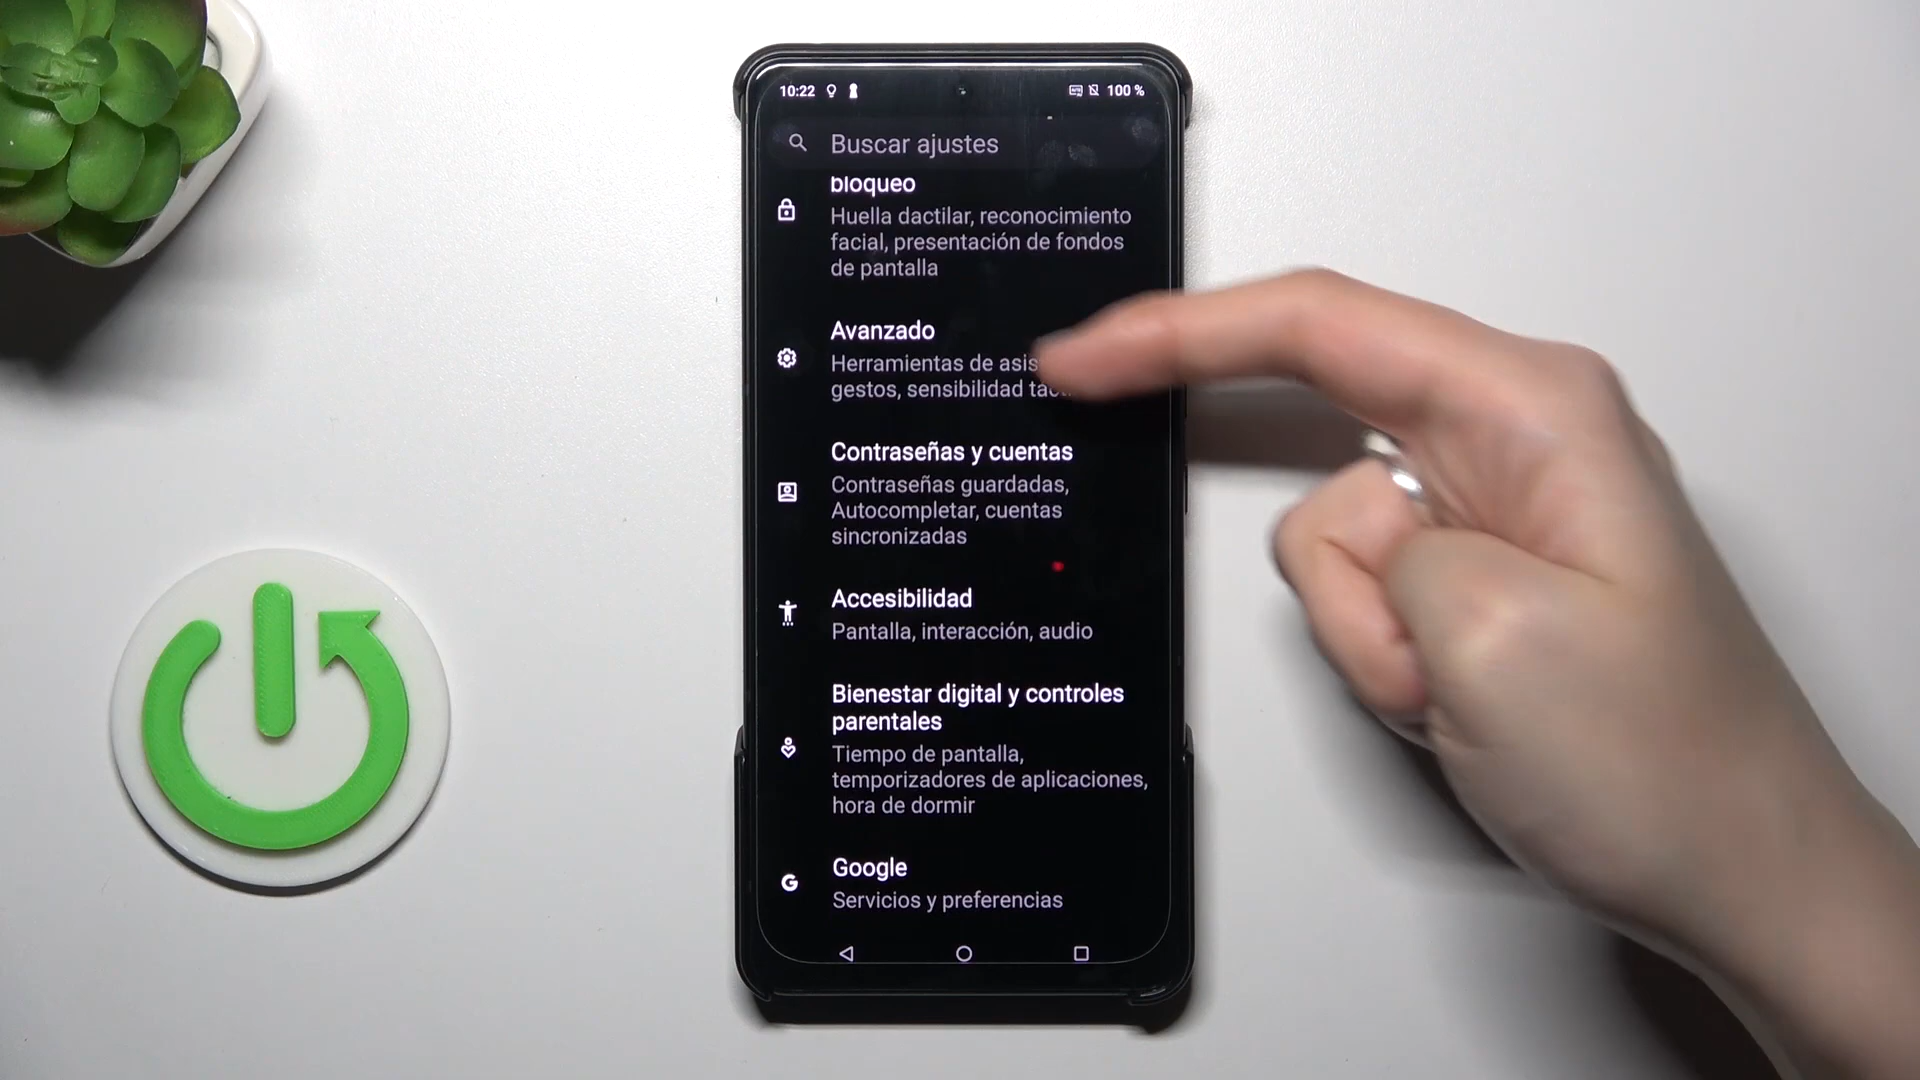 10:22 100 %
Buscar ajustes
bloqueo
Huella dactilar, reconocimiento
facial, presentación de fondos
de pantalla
Avanzado
Herramientas de
gestos, sensibilidad
Contraseñas y cuentas
Contraseñas guardadas,
Autocompletar, cuentas
sincronizadas
Accesibilidad
Pantalla, interacción, audio
Bienestar digital y controles
parentales
Tiempo de pantalla,
temporizadores de aplicaciones,
hora de dormir
Google
Servicios y preferencias